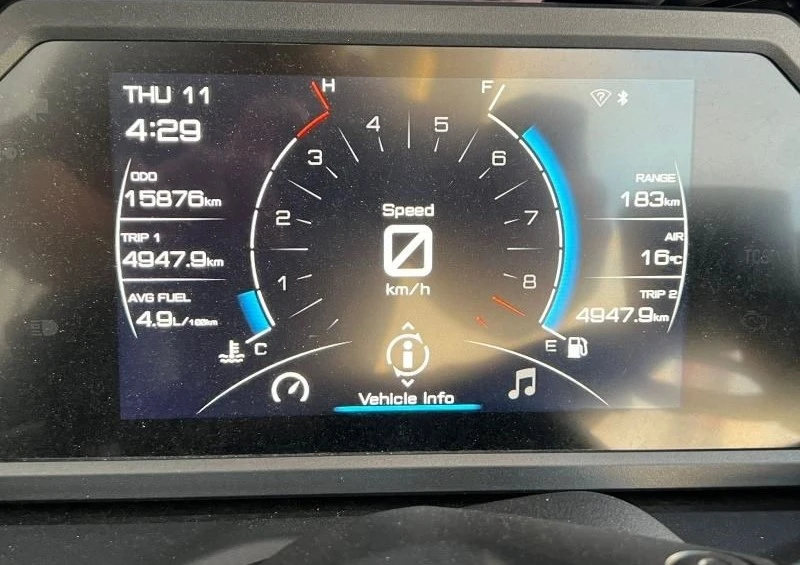 THU 11
4:29
ODO
15876km
TRIP 1
4947.9km
AVG FUEL
4.9L/100km
H
F
1
2
3
4
5
6
7
8
Speed
0
km/h
C
E
RANGE
183km
AIR
16°C
TRIP 2
4947.9km
Vehicle Info